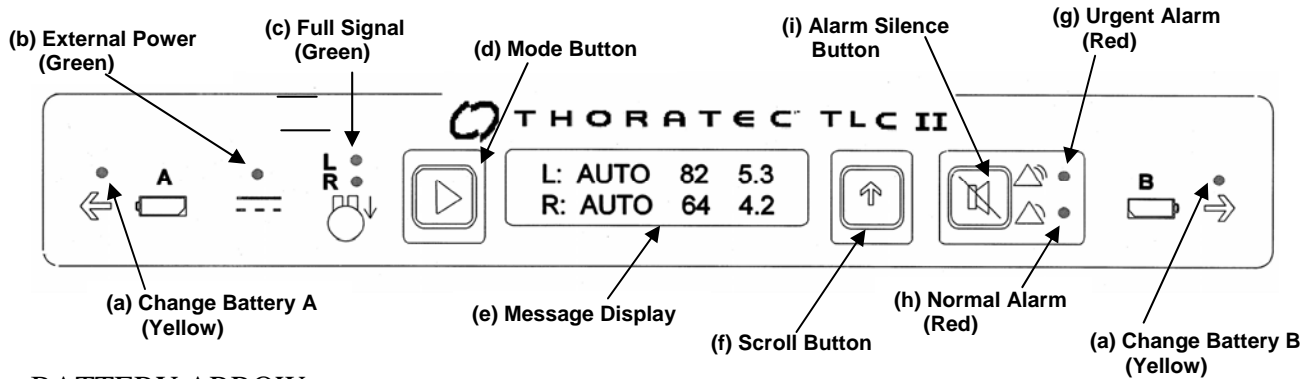 (b) External Power
(Green)
(c) Full Signal
(Green)
(d) Mode Button
(i) Alarm Silence
Button
(g) Urgent Alarm
(Red)
THORATEC TLC II
A
L
R
L: AUTO 82 5.3
R: AUTO 64 4.2
B
(a) Change Battery A
(Yellow)
(e) Message Display
(f) Scroll Button
(h) Normal Alarm
(Red)
(a) Change Battery B
(Yellow)